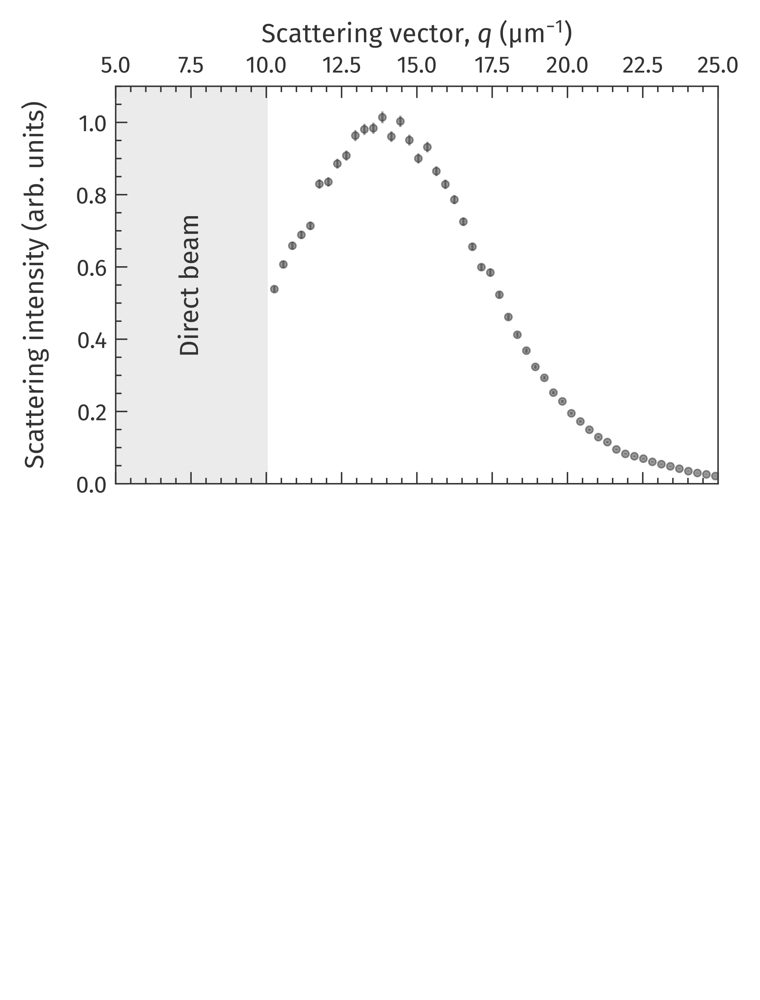 Scattering vector, q (μm⁻¹)
5.0 7.5 10.0 12.5 15.0 17.5 20.0 22.5 25.0
Scattering intensity (arb. units)
1.0
0.8
0.6
0.4
0.2
0.0
Direct beam